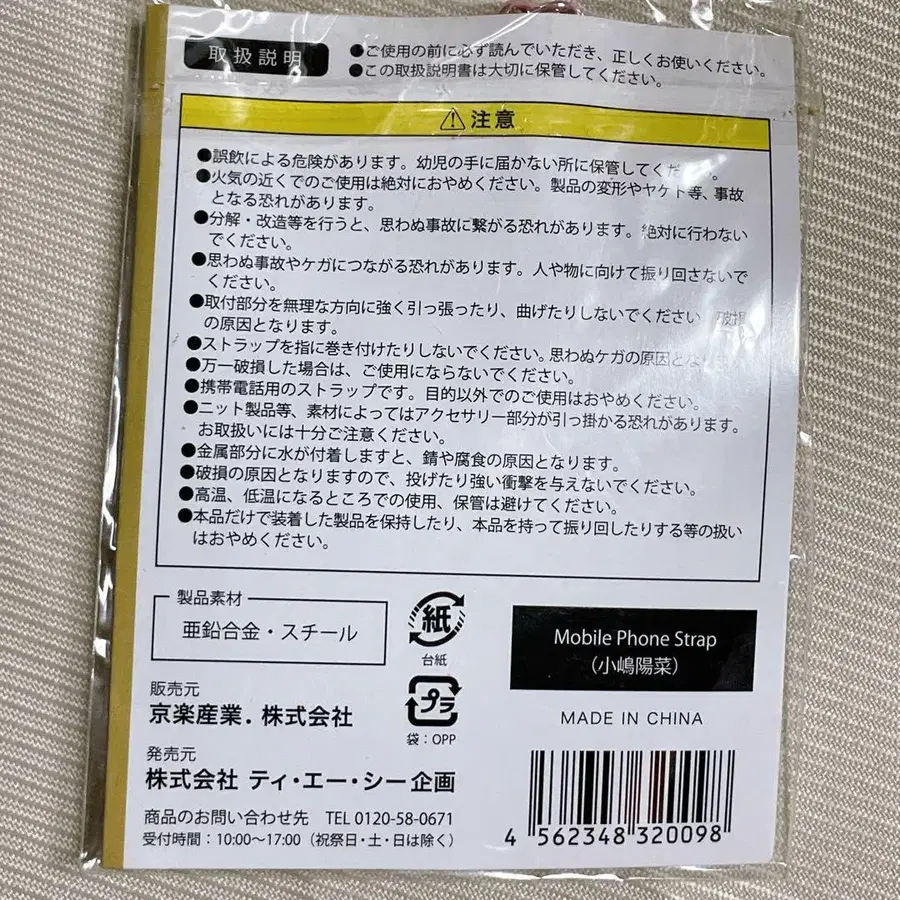 取扱説明
●ご使用の前に必ず読んでいただき、正しくお使いください。
●この取扱説明書は大切に保管してください。
⚠注意
●誤飲による危険があります。幼児の手に届かない所に保管してください。
●火気の近くでのご使用は絶対におやめください。製品の変形やヤケド等、事故
となる恐れがあります。
●分解・改造等を行うと、思わぬ事故に繋がる恐れがあります。絶対に行わない
でください。
●思わぬ事故やケガにつながる恐れがあります。人や物に向けて振り回さないで
ください。
●取付部分を無理な方向に強く引っ張ったり、曲げたりしないでください。破損
の原因となります。
●ストラップを指に巻き付けたりしないでください。思わぬケガの原因となります。
●万一破損した場合は、ご使用にならないでください。
●携帯電話用のストラップです。目的以外でのご使用はおやめください。
●ニット製品等、素材によってはアクセサリー部分が引っ掛かる恐れがあります。
お取扱いには十分ご注意ください。
●金属部分に水が付着しますと、錆や腐食の原因となります。
●破損の原因となりますので、投げたり強い衝撃を与えないでください。
●高温、低温になるところでの使用、保管は避けてください。
●本品だけで装着した製品を保持したり、本品を持って振り回したりする等の扱い
はおやめください。
製品素材
亜鉛合金・スチール
紙
台紙
プラ
袋：OPP
Mobile Phone Strap
（小嶋陽菜）
MADE IN CHINA
販売元
京楽産業．株式会社
発売元
株式会社 ティ・エー・シー企画
商品のお問い合わせ先 TEL 0120-58-0671
受付時間：10:00～17:00（祝祭日・土・日は除く）
4 562348 320098